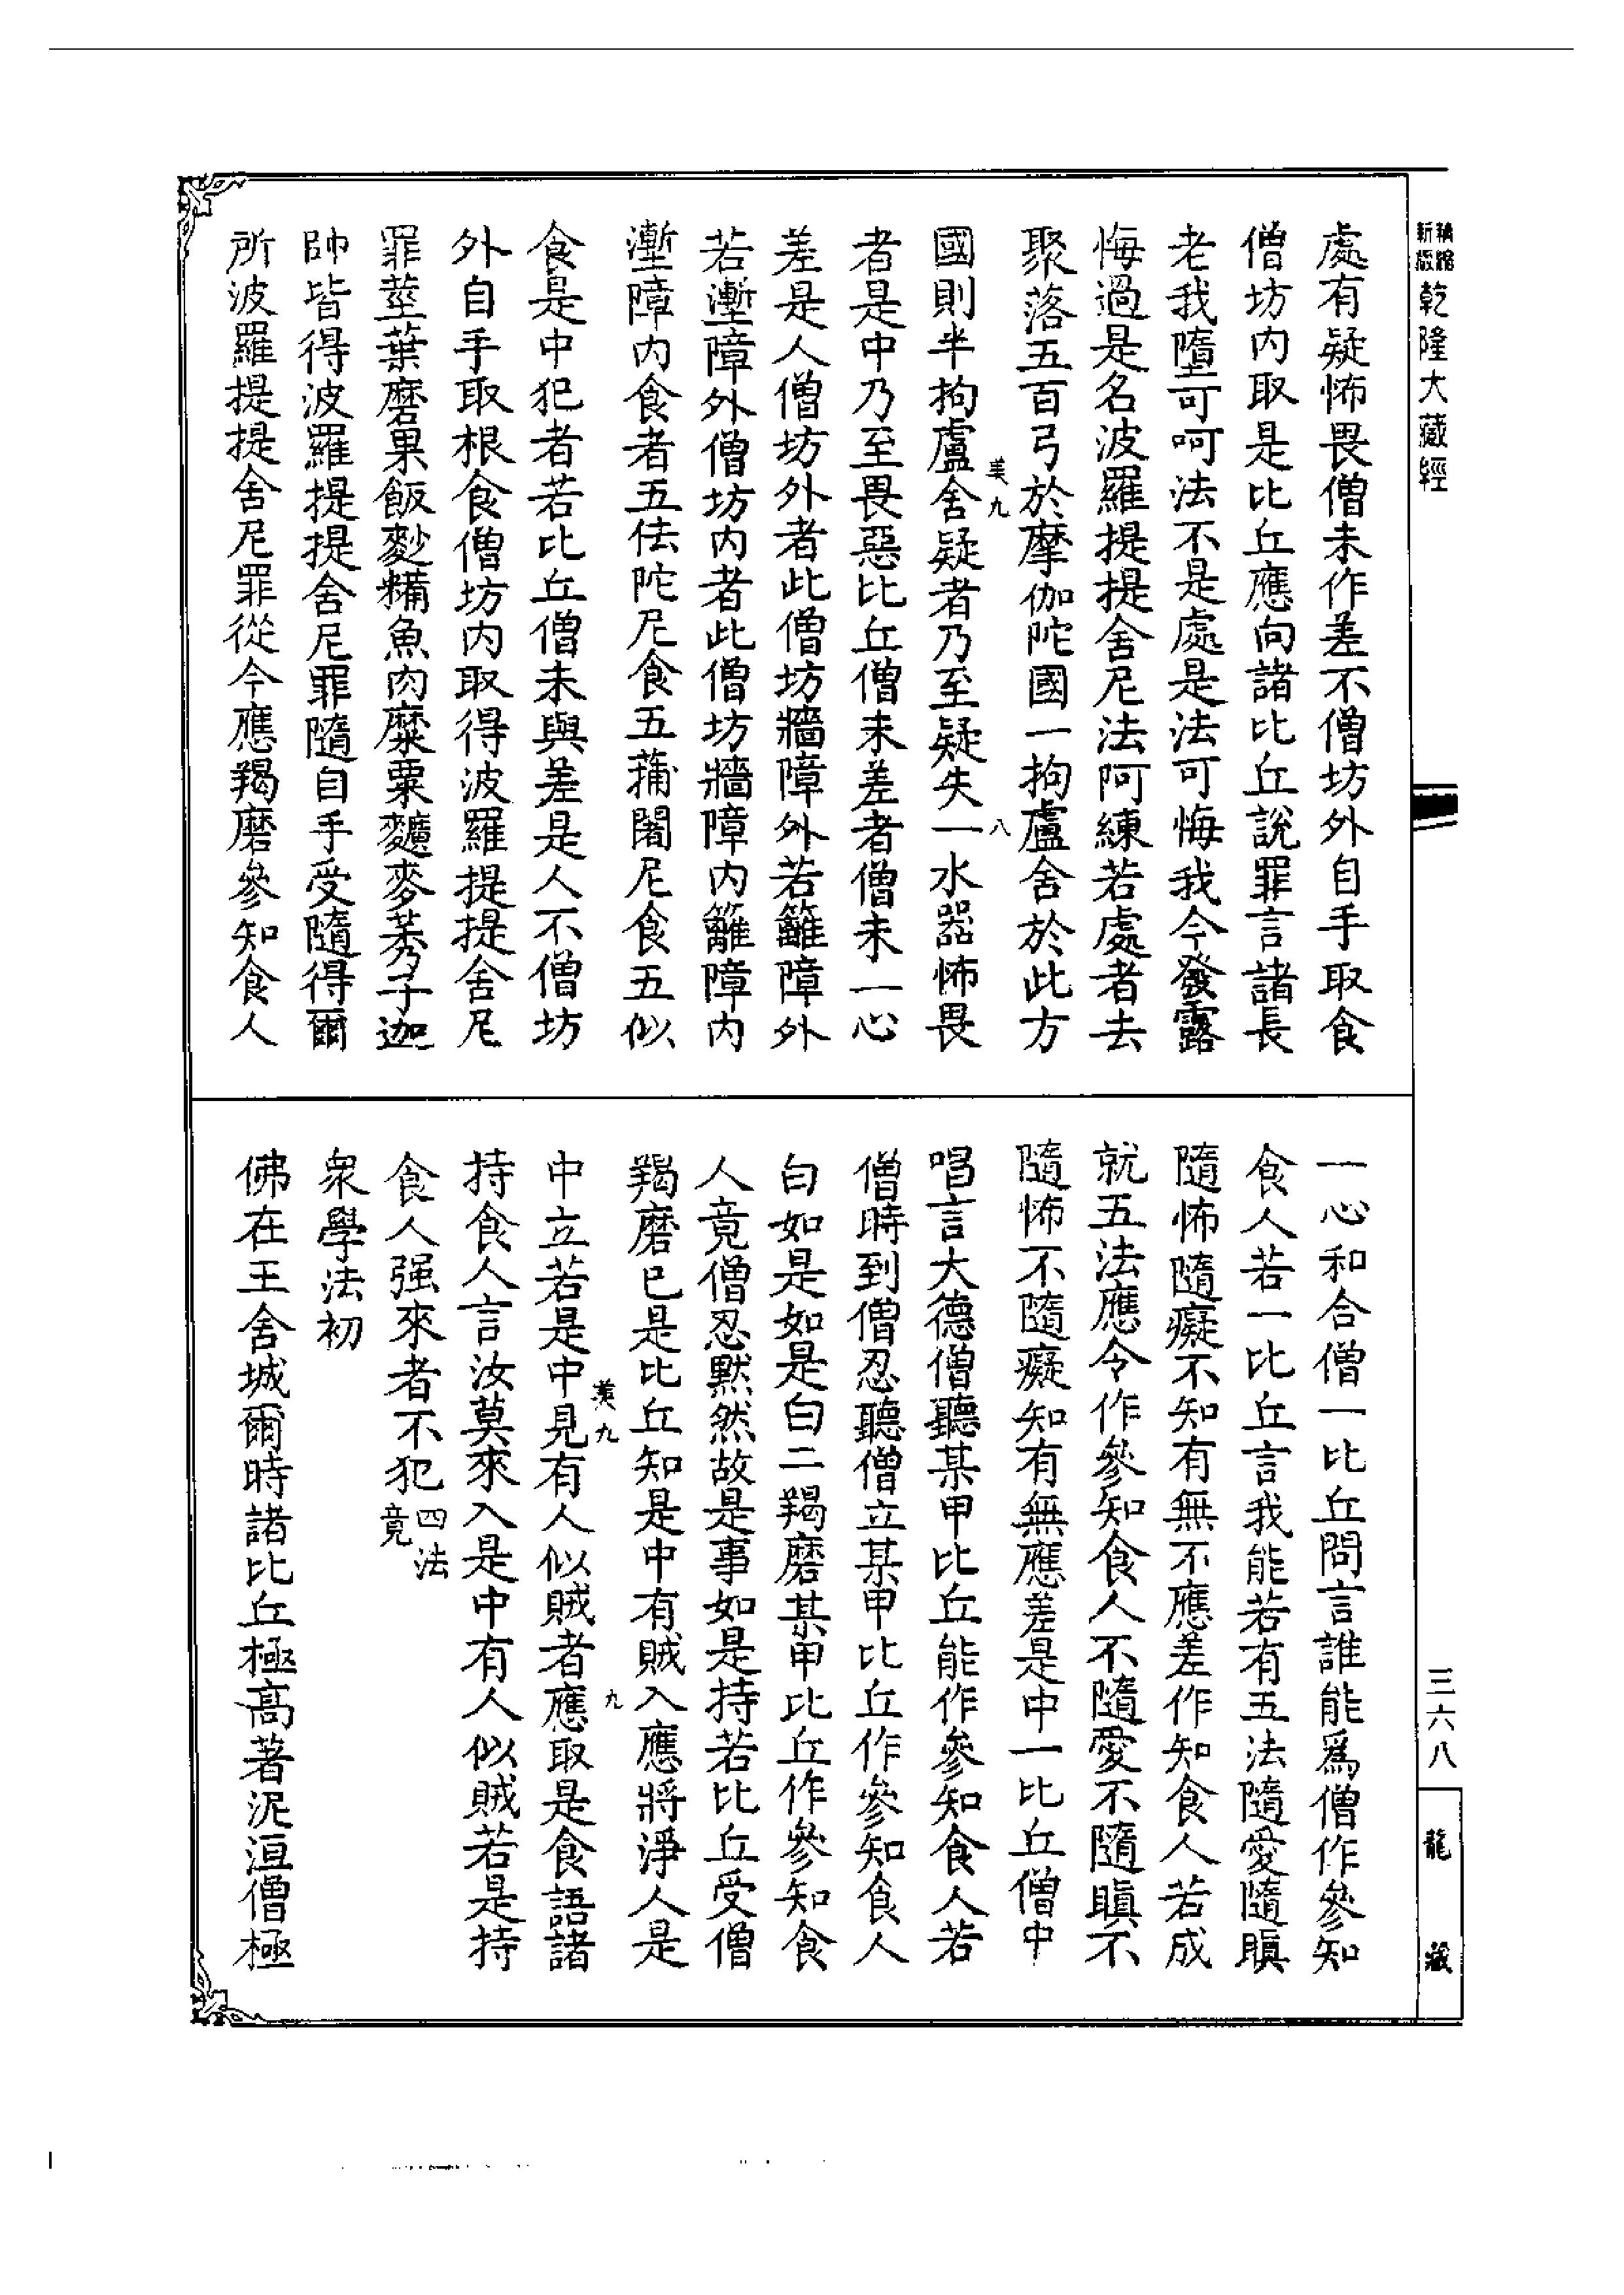 乾隆大藏經
處有疑怖畏僧未作差不僧坊外自手取食
僧坊內取是比丘應向諸比丘說罪言諸長
老我墮可呵法不是處是法可悔我今發露
悔過是名波羅提提舍尼法阿練若處者去
聚落五百弓於摩伽陀國一拘盧舍於此方
國則半拘盧舍疑者乃至疑失一水器怖畏
者是中乃至畏惡比丘僧未差者僧未一心
差是人僧坊外者此僧坊牆障外若籬障外
若塹障外僧坊內者此僧坊牆障內籬障內
塹障內食者五佉陀尼食五蒲闍尼食五似
食是中犯者若比丘僧未與差是人不僧坊
外自手取根食僧坊內取得波羅提提舍尼
罪莖葉磨果飯麨糒魚肉糜粟䵃麥莠子迦
師皆得波羅提提舍尼罪隨自手受隨得爾
所波羅提提舍尼罪從今應羯磨參知食人
一心和合僧一比丘問言誰能爲僧作參知
食人若一比丘言我能若有五法隨愛隨瞋
隨怖隨癡不知有無不應差作知食人若成
就五法應令作參知食人不隨愛不隨瞋不
隨怖不隨癡知有無應差是中一比丘僧中
唱言大德僧聽某甲比丘能作參知食人若
僧時到僧忍聽僧立某甲比丘作參知食人
白如是如是白二羯磨某甲比丘作參知食
人竟僧忍默然故是事如是持若比丘受僧
羯磨已是比丘知是中有賊入應將淨人是
中立若是中見有人似賊者應取是食語諸
持食人言汝莫來入是中有人似賊若是持
食人强來者不犯四法竟
衆學法初
佛在王舍城爾時諸比丘極高著泥洹僧極
美九
八
美九
九
三六八
龍藏